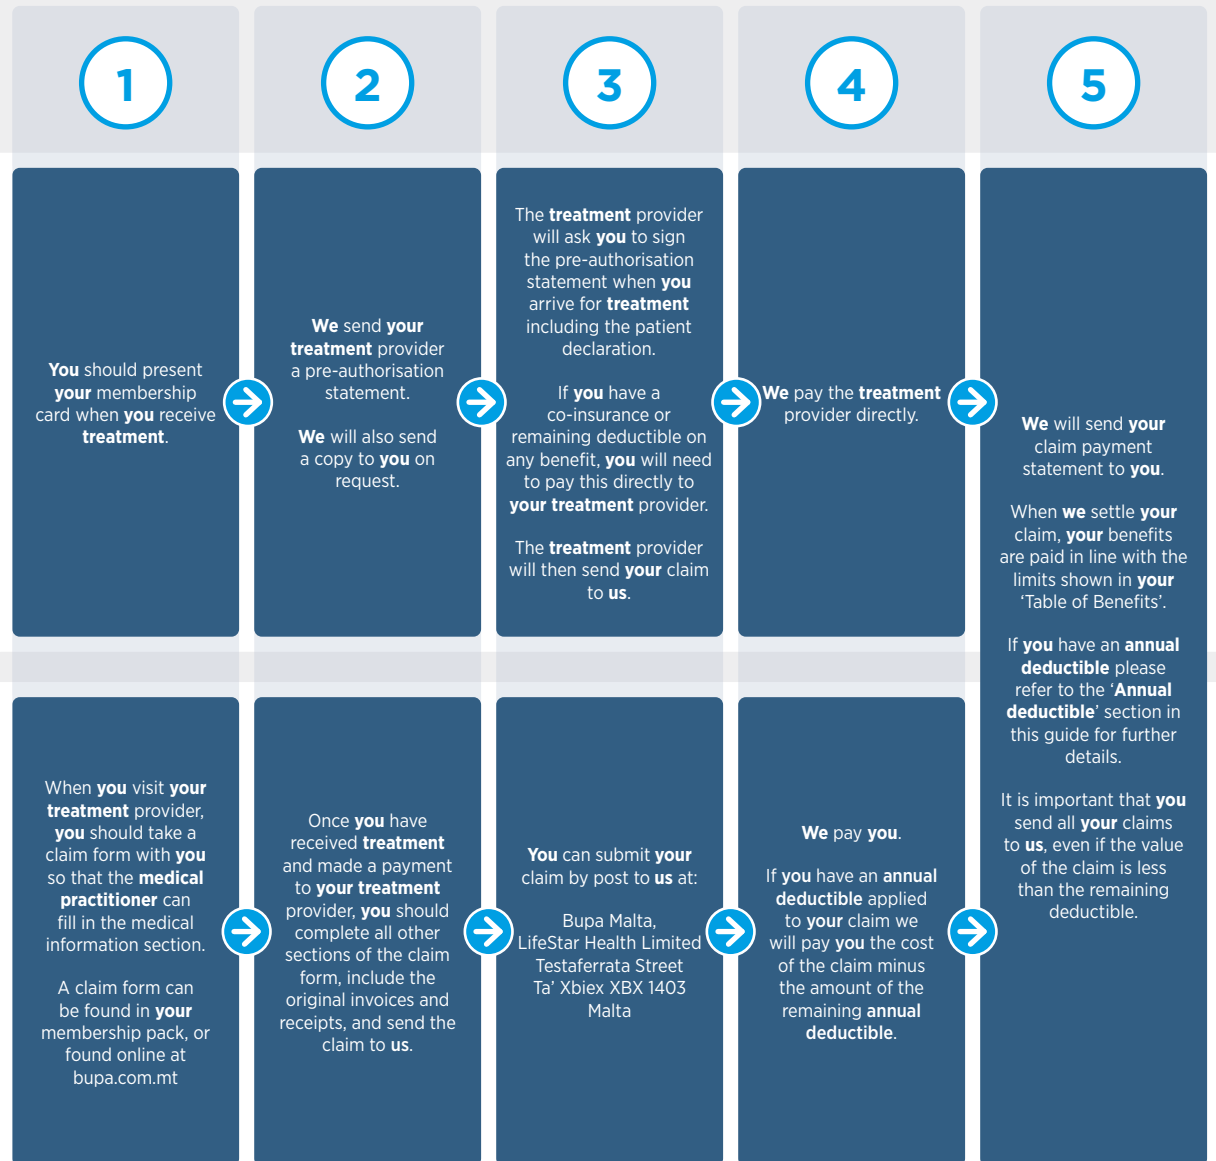 1
2
3
4
5
You should present
your membership
card when you receive
treatment.
We send your
treatment provider
a pre-authorisation
statement.
We will also send
a copy to you on
request.
The treatment provider
will ask you to sign
the pre-authorisation
statement when you
arrive for treatment
including the patient
declaration.
If you have a
co-insurance or
remaining deductible on
any benefit, you will need
to pay this directly to
your treatment provider.
The treatment provider
will then send your claim
to us.
We pay the treatment
provider directly.
When you visit your
treatment provider,
you should take a
claim form with you
so that the medical
practitioner can
fill in the medical
information section.
A claim form can
be found in your
membership pack, or
found online at
bupa.com.mt
Once you have
received treatment
and made a payment
to your treatment
provider, you should
complete all other
sections of the claim
form, include the
original invoices and
receipts, and send the
claim to us.
You can submit your
claim by post to us at:
Bupa Malta,
LifeStar Health Limited
Testaferrata Street
Ta’ Xbiex XBX 1403
Malta
We pay you.
If you have an annual
deductible applied
to your claim we
will pay you the cost
of the claim minus
the amount of the
remaining annual
deductible.
We will send your
claim payment
statement to you.
When we settle your
claim, your benefits
are paid in line with the
limits shown in your
‘Table of Benefits’.
If you have an annual
deductible please
refer to the ‘Annual
deductible’ section in
this guide for further
details.
It is important that you
send all your claims
to us, even if the value
of the claim is less
than the remaining
deductible.